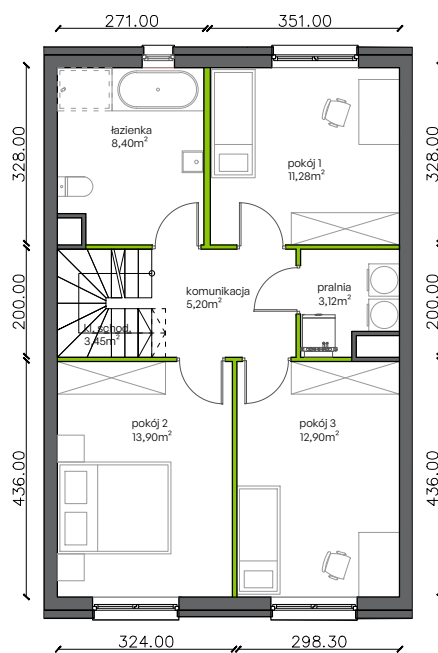 271.00
351.00
328.00
328.00
łazienka
8,40m²
pokój 1
11,28m²
200.00
200.00
komunikacja
5,20m²
pralnia
3,12m²
kl. schod.
3,45m²
436.00
436.00
pokój 2
13,90m²
pokój 3
12,90m²
324.00
298.30